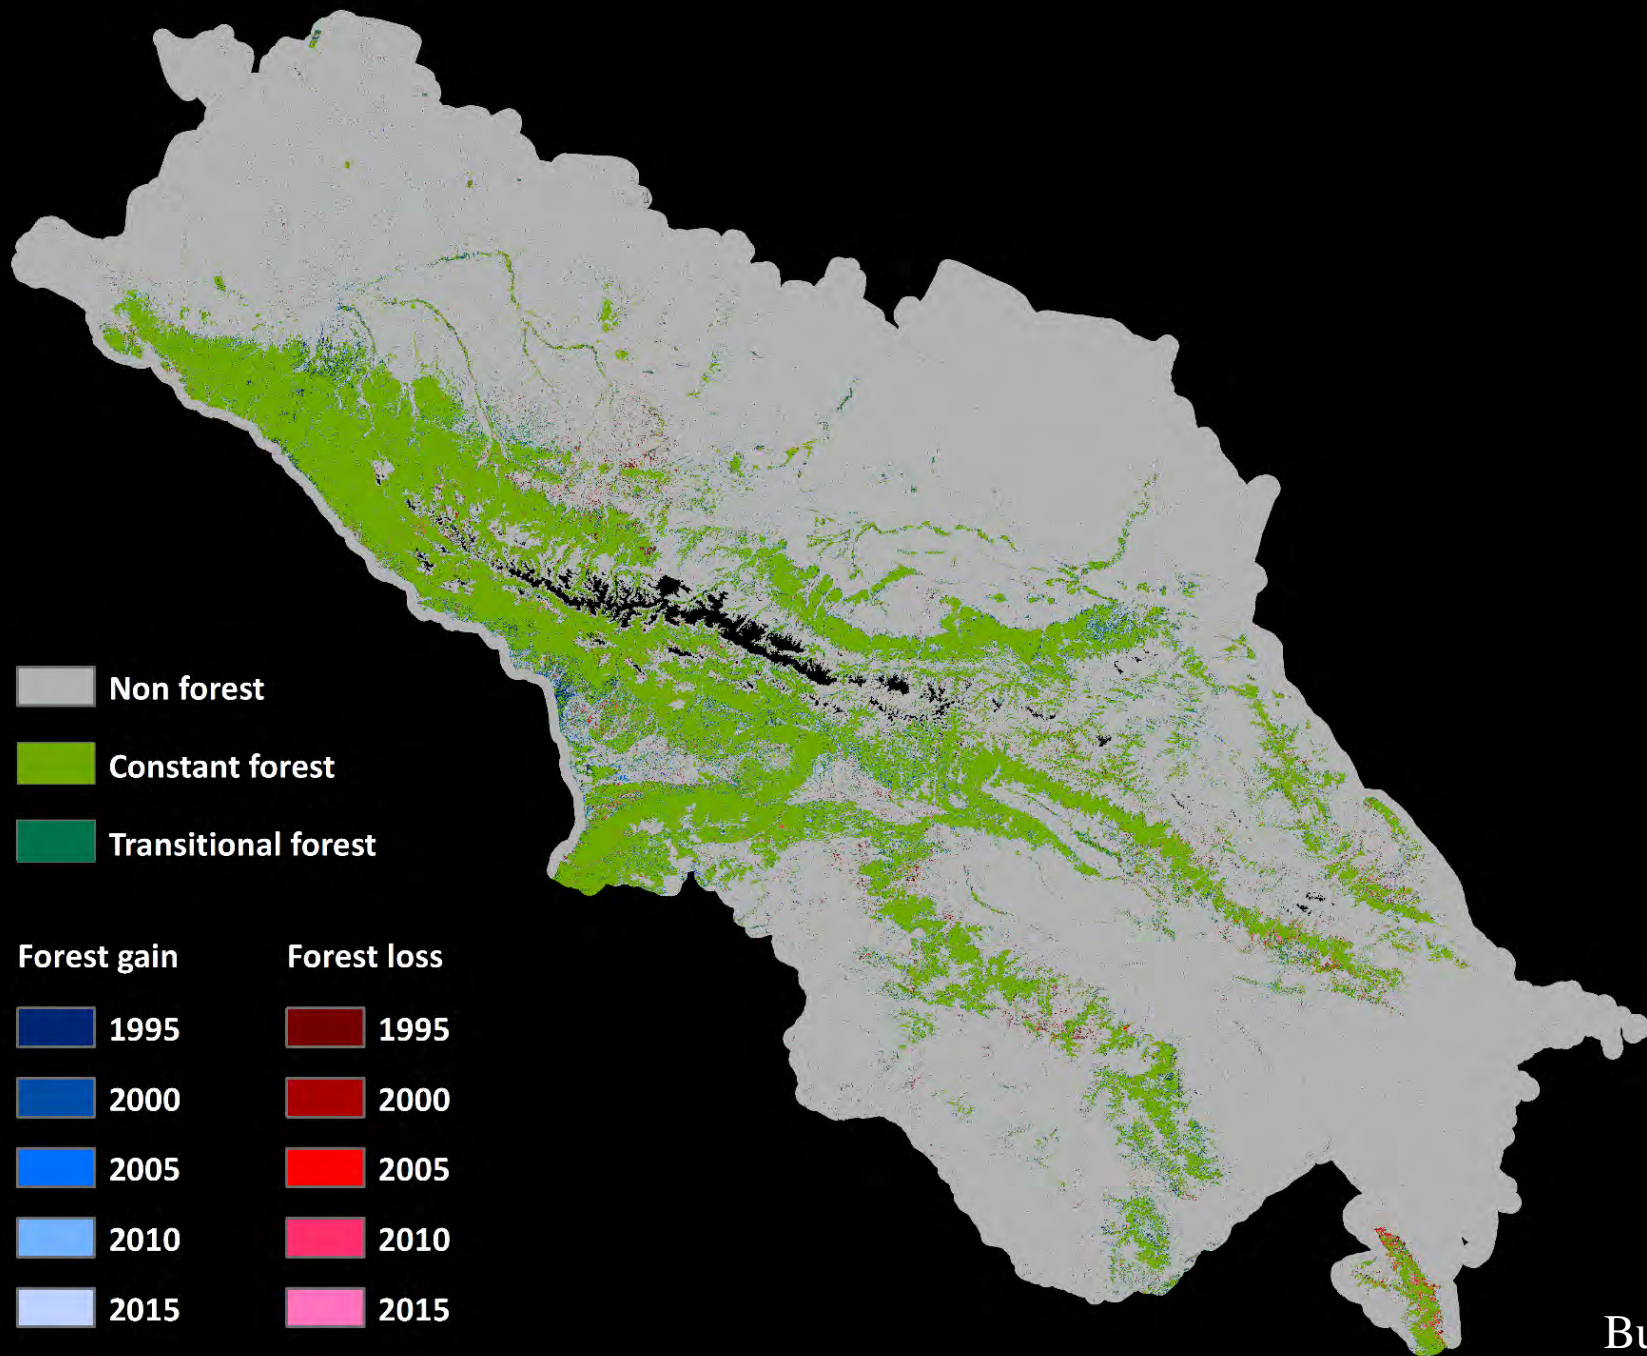 Non forest
Constant forest
Transitional forest
Forest gain Forest loss
1995 1995
2000 2000
2005 2005
2010 2010
2015 2015
Bu